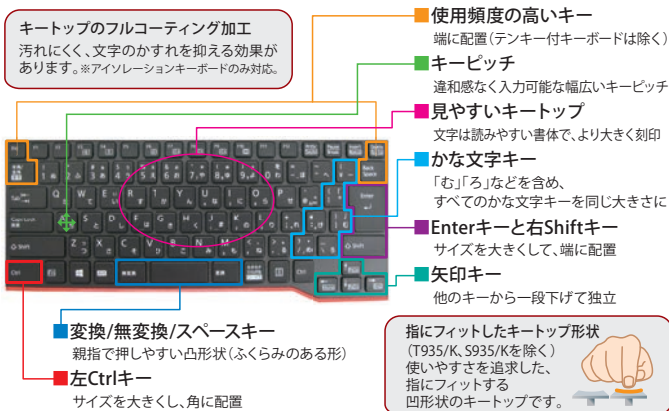 キートップのフルコーティング加工
汚れにくく、文字のかすれを抑える効果が
あります。※アイソレーションキーボードのみ対応。
■使用頻度の高いキー
端に配置(テンキー付キーボードは除く)
■キーピッチ
違和感なく入力可能な幅広いキーピッチ
■見やすいキートップ
文字は読みやすい書体で、より大きく刻印
■かな文字キー
「む」「ろ」などを含め、
すべてのかな文字キーを同じ大きさに
■Enterキーと右Shiftキー
サイズを大きくして、端に配置
■矢印キー
他のキーから一段下げて独立
■変換/無変換/スペースキー
親指で押しやすい凸形状(ふくらみのある形)
■左Ctrlキー
サイズを大きくし、角に配置
指にフィットしたキートップ形状
(T935/K、S935/Kを除く)
使いやすさを追求した、
指にフィットする
凹形状のキートップです。
Back
Space
Tab
Q W E R T Y U I O P
Enter
A S D F G H J K L
Shift
Z X C V B N M
Shift
Ctrl
Ctrl